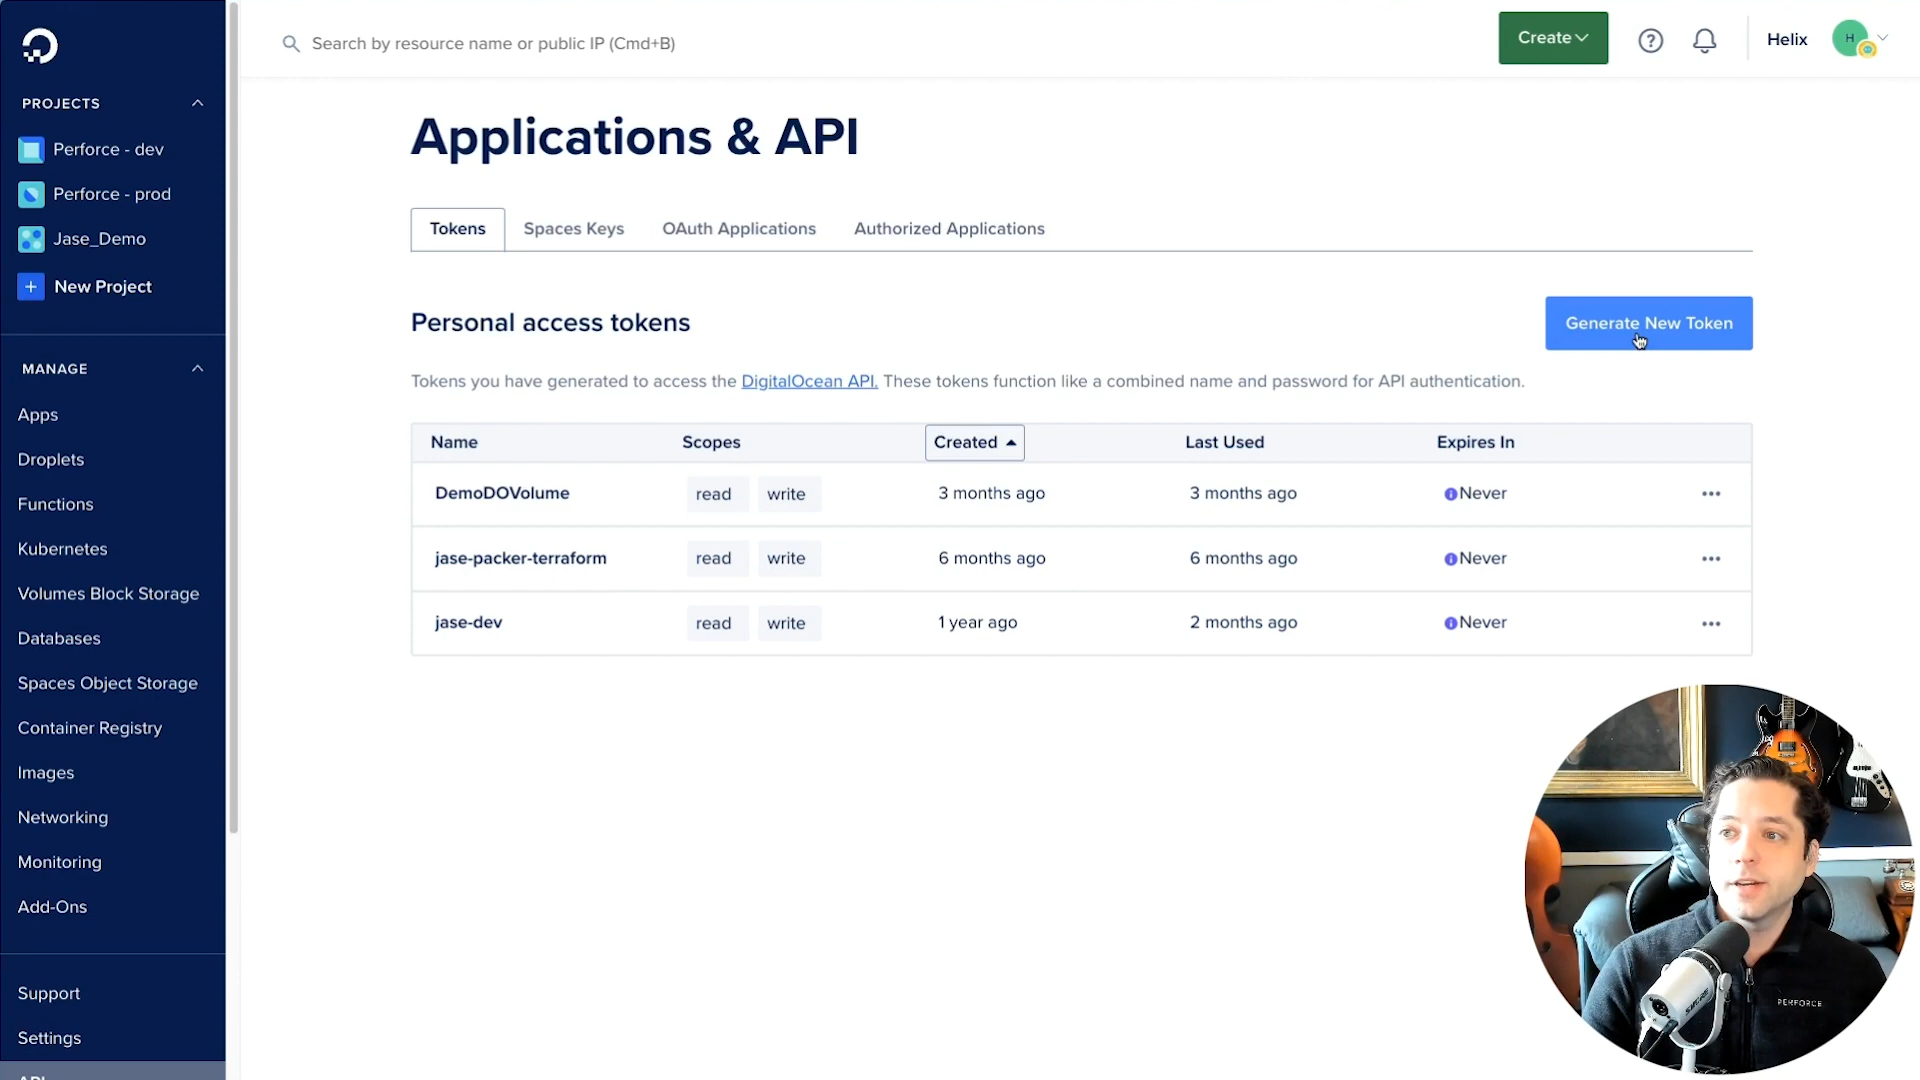 Search by resource name or public IP (Cmd+B)
Create
Helix
H
PROJECTS
Perforce - dev
Perforce - prod
Jase_Demo
New Project
MANAGE
Apps
Droplets
Functions
Kubernetes
Volumes Block Storage
Databases
Spaces Object Storage
Container Registry
Images
Networking
Monitoring
Add-Ons
Support
Settings
API
Applications & API
Tokens Spaces Keys OAuth Applications Authorized Applications
Personal access tokens
Generate New Token
Tokens you have generated to access the DigitalOcean API. These tokens function like a combined name and password for API authentication.
Name Scopes Created Last Used Expires In
DemoDOVolume read write 3 months ago 3 months ago Never
jase-packer-terraform read write 6 months ago 6 months ago Never
jase-dev read write 1 year ago 2 months ago Never
PERFORCE
SHURE